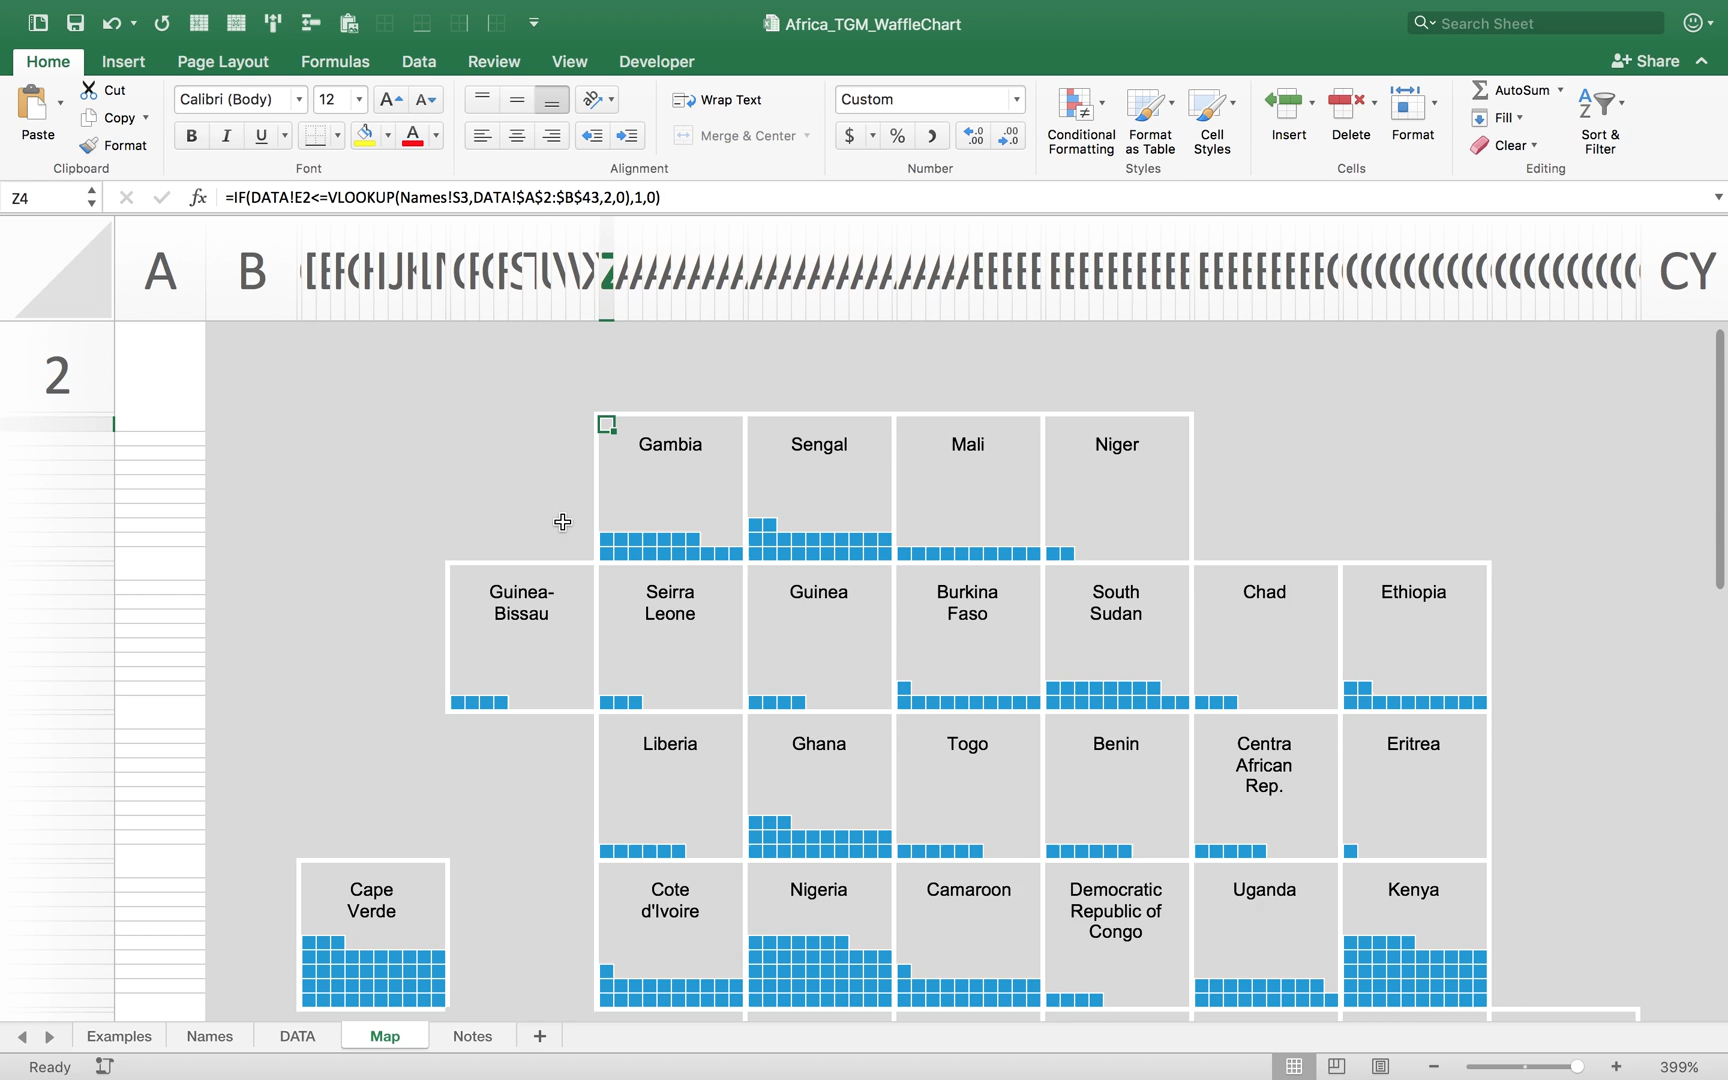 Africa_TGM_WaffleChart
Search Sheet
Home Insert Page Layout Formulas Data Review View Developer
Share
Paste
Cut
Copy
Format
Calibri (Body) 12
B I U
Wrap Text
Merge & Center
Custom
$ % )
Conditional Formatting
Format as Table
Cell Styles
Insert
Delete
Format
AutoSum
Fill
Clear
Sort & Filter
Clipboard Font Alignment Number Styles Cells Editing
Z4
fx =IF(DATA!E2<=VLOOKUP(Names!S3,DATA!$A$2:$B$43,2,0),1,0)
A B Z CY
2
Gambia Sengal Mali Niger
Guinea-
Bissau
Seirra
Leone
Guinea
Burkina
Faso
South
Sudan
Chad
Ethiopia
Liberia
Ghana
Togo
Benin
Centra
African
Rep.
Eritrea
Cape
Verde
Cote
d'Ivoire
Nigeria
Camaroon
Democratic
Republic of
Congo
Uganda
Kenya
Examples Names DATA Map Notes +
Ready
399%